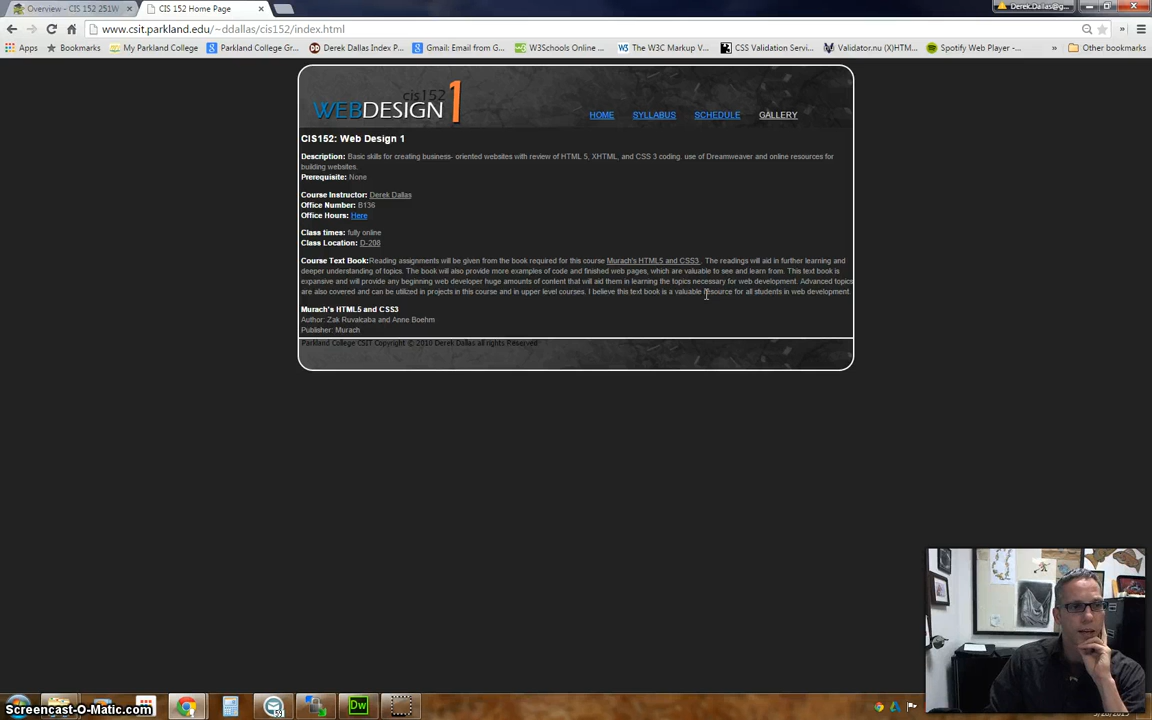 Overview - CIS 152 251W
CIS 152 Home Page
Derek.Dallas@g...
www.csit.parkland.edu/~ddallas/cis152/index.html
Apps
Bookmarks
My Parkland College
Parkland College Gr...
Derek Dallas Index P...
Gmail: Email from G...
W3Schools Online ...
The W3C Markup V...
CSS Validation Servi...
Validator.nu (X)HTM...
Spotify Web Player -...
»
Other bookmarks
cis152
WEBDESIGN 1
HOME SYLLABUS SCHEDULE GALLERY
CIS152: Web Design 1
Description: Basic skills for creating business- oriented websites with review of HTML 5, XHTML, and CSS 3 coding. use of Dreamweaver and online resources for
building websites.
Prerequisite: None
Course Instructor: Derek Dallas
Office Number: B136
Office Hours: Here
Class times: fully online
Class Location: D-208
Course Text Book:Reading assignments will be given from the book required for this course Murach's HTML5 and CSS3 . The readings will aid in further learning and
deeper understanding of topics. The book will also provide more examples of code and finished web pages, which are valuable to see and learn from. This text book is
expansive and will provide any beginning web developer huge amounts of content that will aid them in learning the topics necessary for web development. Advanced topics
are also covered and can be utilized in projects in this course and in upper level courses. I believe this text book is a valuable resource for all students in web development.
Murach's HTML5 and CSS3
Author: Zak Ruvalcaba and Anne Boehm
Publisher: Murach
Parkland College CSIT Copyright © 2010 Derek Dallas all rights Reserved
Dw
Screencast-O-Matic.com